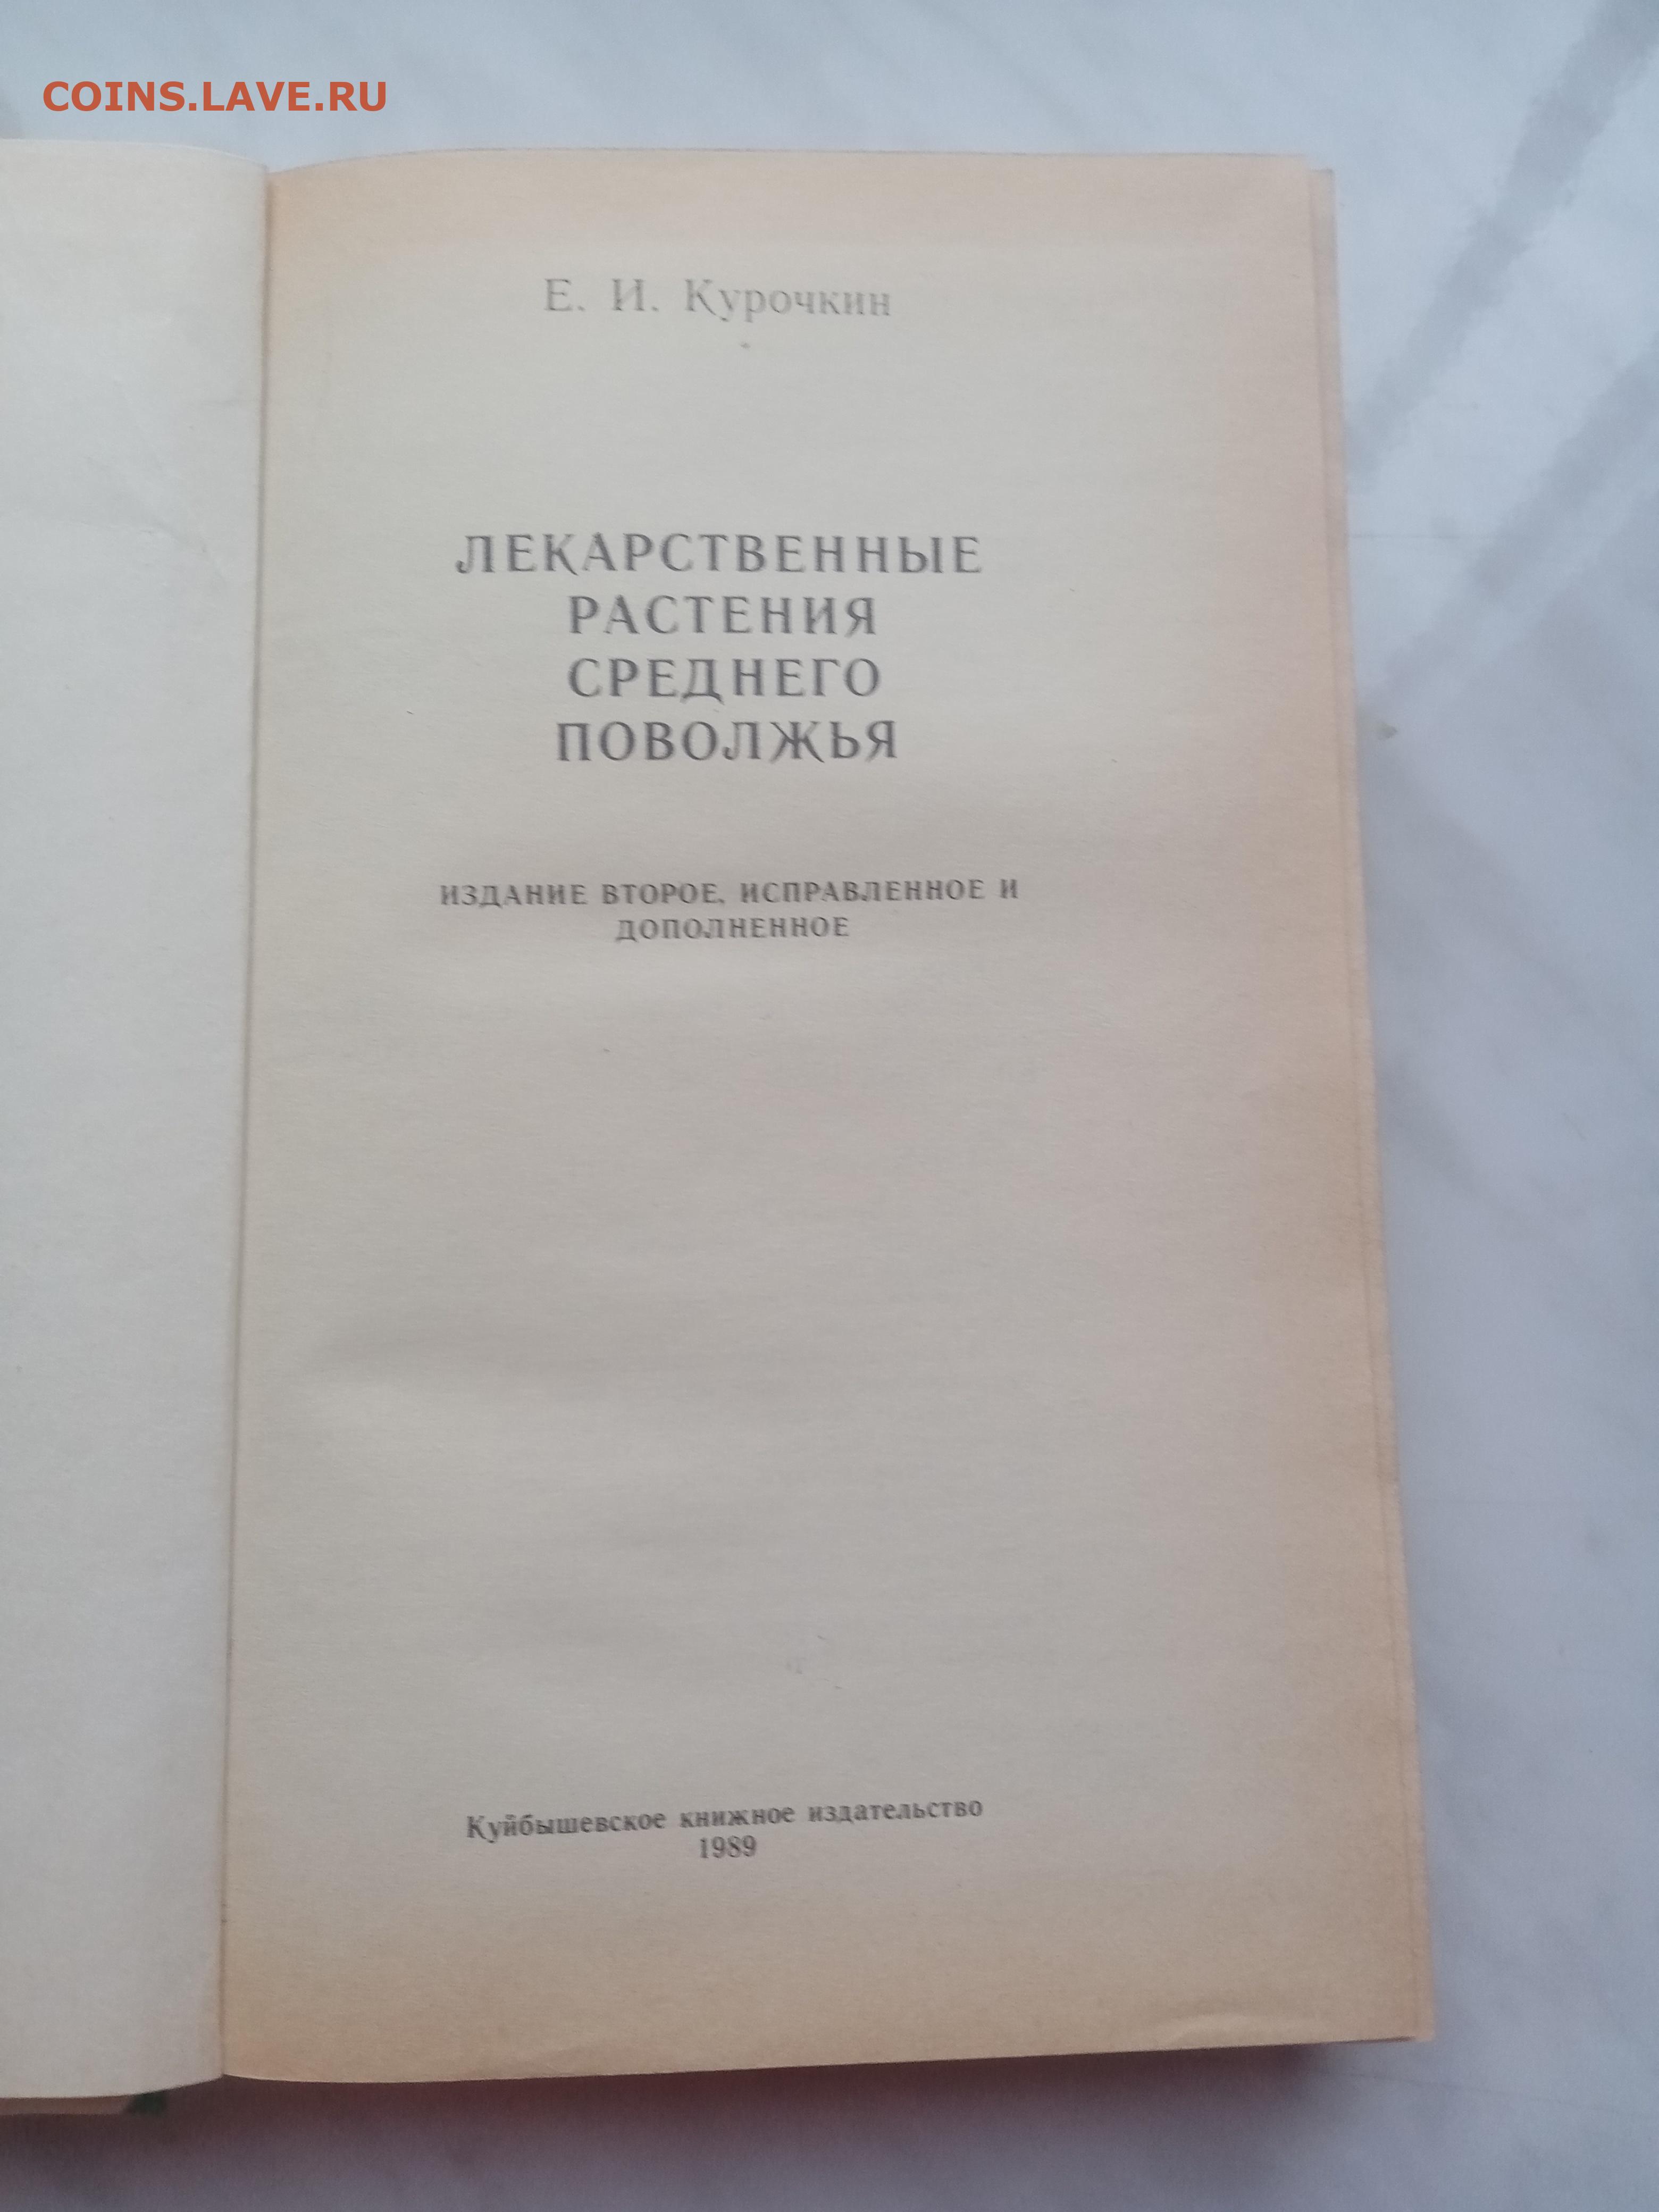 COINS.LAVE.RU
Е. И. Курочкин
ЛЕКАРСТВЕННЫЕ
РАСТЕНИЯ
СРЕДНЕГО
ПОВОЛЖЬЯ
ИЗДАНИЕ ВТОРОЕ, ИСПРАВЛЕННОЕ И
ДОПОЛНЕННОЕ
Куйбышевское книжное издательство
1989